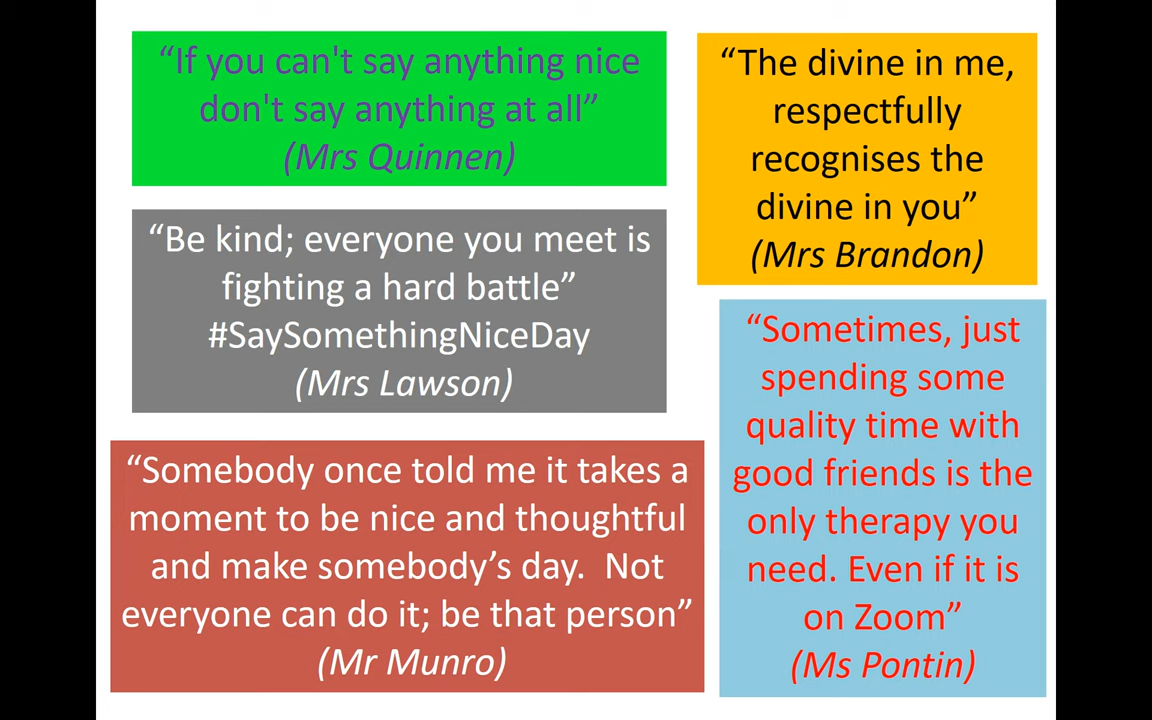 “If you can't say anything nice
don't say anything at all”
(Mrs Quinnen)
“Be kind; everyone you meet is
fighting a hard battle”
#SaySomethingNiceDay
(Mrs Lawson)
“Somebody once told me it takes a
moment to be nice and thoughtful
and make somebody’s day.  Not
everyone can do it; be that person”
(Mr Munro)
“The divine in me,
respectfully
recognises the
divine in you”
(Mrs Brandon)
“Sometimes, just
spending some
quality time with
good friends is the
only therapy you
need. Even if it is
on Zoom”
(Ms Pontin)